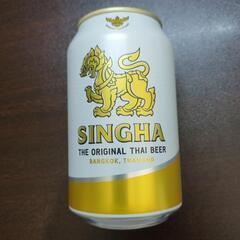 SINGHA
THE ORIGINAL THAI BEER
BANGKOK, THAILAND